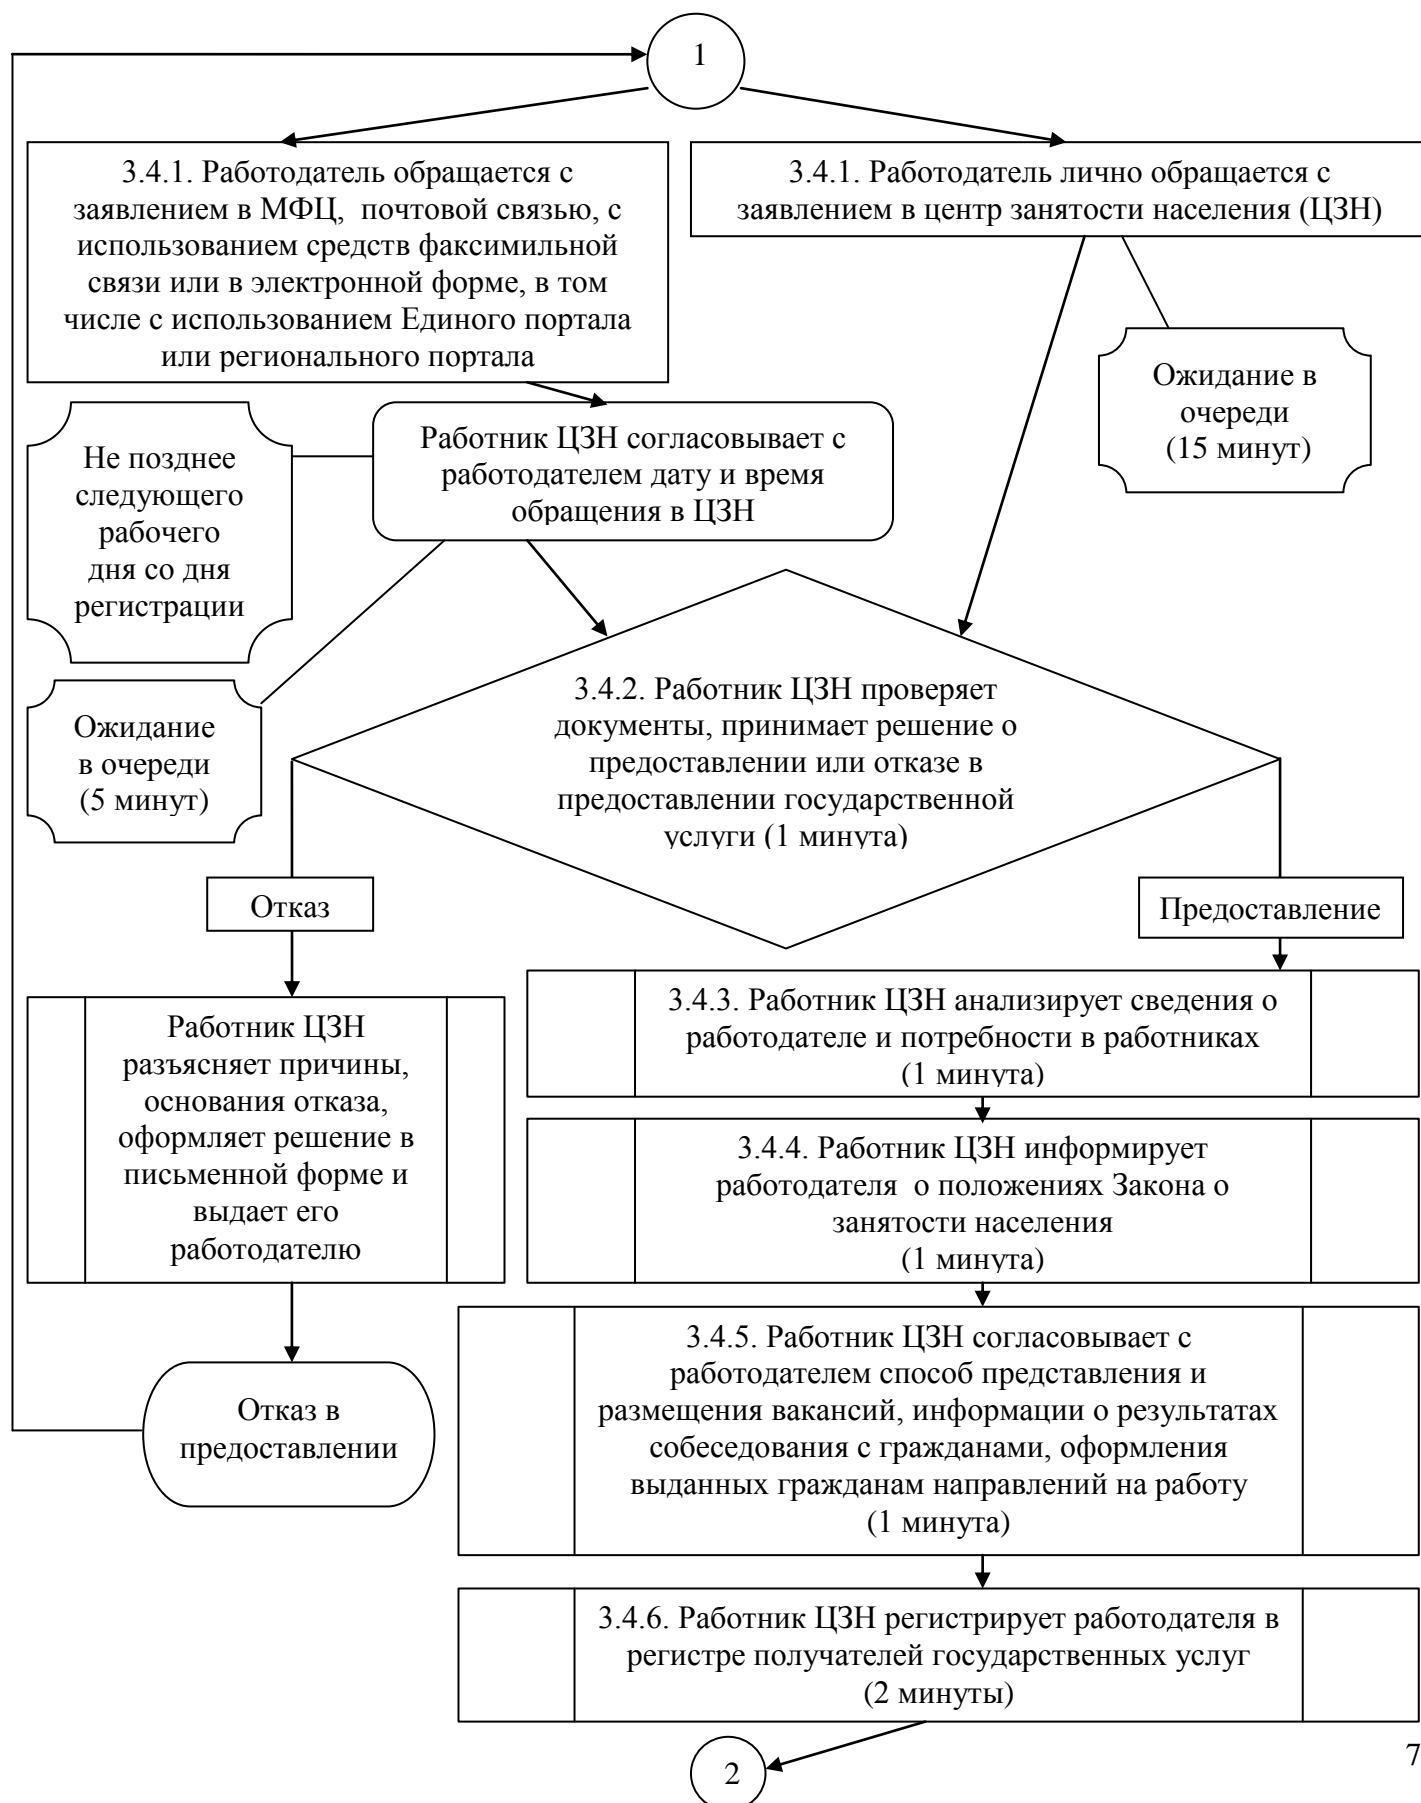 1
3.4.1. Работодатель обращается с
заявлением в МФЦ,  почтовой связью, с
использованием средств факсимильной
связи или в электронной форме, в том
числе с использованием Единого портала
или регионального портала
3.4.1. Работодатель лично обращается с
заявлением в центр занятости населения (ЦЗН)
Ожидание в
очереди
(15 минут)
Работник ЦЗН согласовывает с
работодателем дату и время
обращения в ЦЗН
Не позднее
следующего
рабочего
дня со дня
регистрации
Ожидание
в очереди
(5 минут)
3.4.2. Работник ЦЗН проверяет
документы, принимает решение о
предоставлении или отказе в
предоставлении государственной
услуги (1 минута)
Отказ
Предоставление
Работник ЦЗН
разъясняет причины,
основания отказа,
оформляет решение в
письменной форме и
выдает его
работодателю
Отказ в
предоставлении
3.4.3. Работник ЦЗН анализирует сведения о
работодателе и потребности в работниках
(1 минута)
3.4.4. Работник ЦЗН информирует
работодателя  о положениях Закона о
занятости населения
(1 минута)
3.4.5. Работник ЦЗН согласовывает с
работодателем способ представления и
размещения вакансий, информации о результатах
собеседования с гражданами, оформления
выданных гражданам направлений на работу
(1 минута)
3.4.6. Работник ЦЗН регистрирует работодателя в
регистре получателей государственных услуг
(2 минуты)
2
7